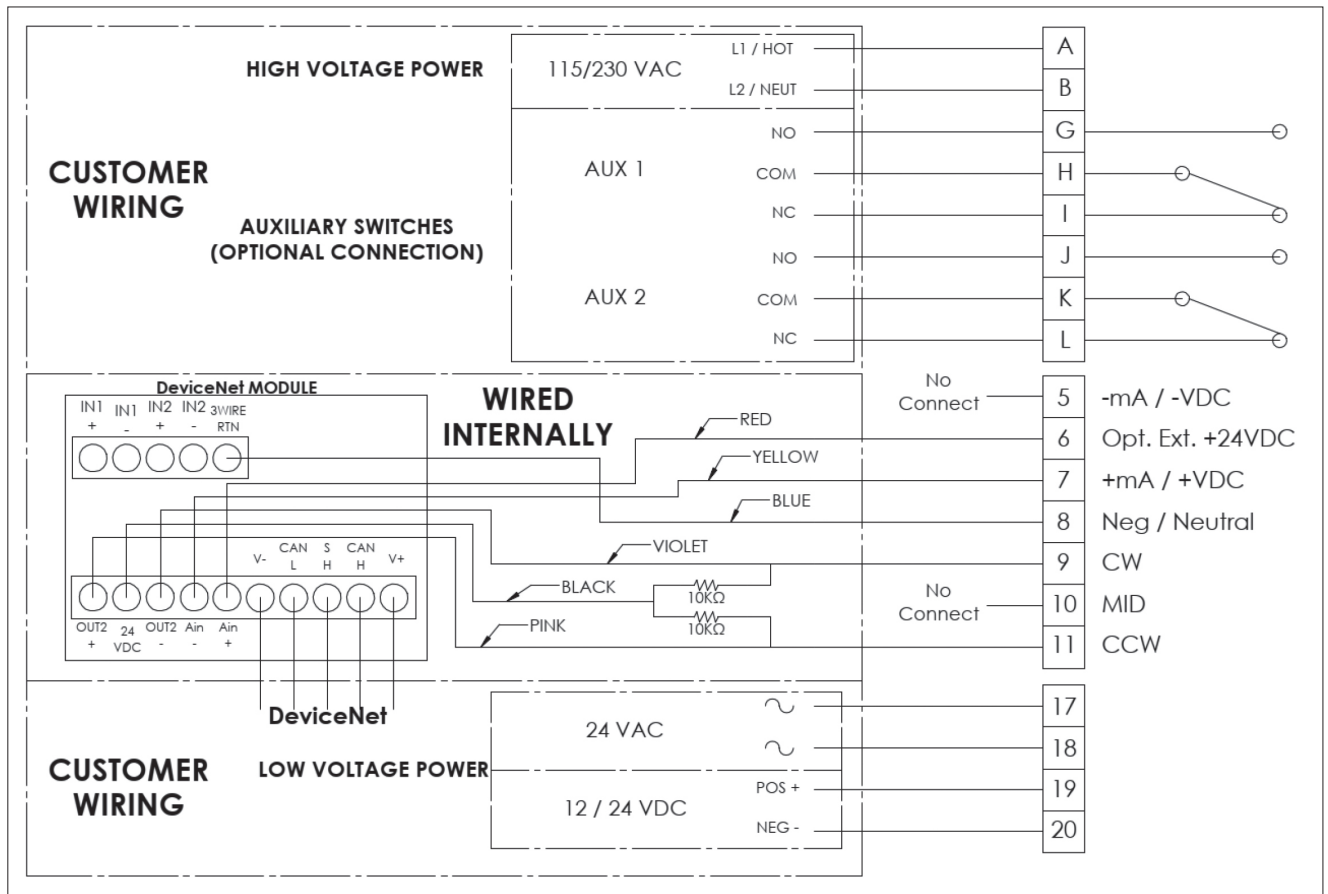 HIGH VOLTAGE POWER
115/230 VAC
L1 / HOT
A
L2 / NEUT
B
CUSTOMER
WIRING
AUXILIARY SWITCHES
(OPTIONAL CONNECTION)
AUX 1
NO
G
COM
H
NC
I
AUX 2
NO
J
COM
K
NC
L
DeviceNet MODULE
WIRED
INTERNALLY
IN1
+
IN1
-
IN2
+
IN2
-
3WIRE
RTN
No
Connect
5
-mA / -VDC
RED
6
Opt. Ext. +24VDC
YELLOW
7
+mA / +VDC
BLUE
8
Neg / Neutral
VIOLET
9
CW
BLACK
10KΩ
10KΩ
No
Connect
10
MID
PINK
11
CCW
V-
CAN
L
S
H
CAN
H
V+
OUT2
+
24
VDC
OUT2
-
Ain
-
Ain
+
DeviceNet
CUSTOMER
WIRING
LOW VOLTAGE POWER
24 VAC
17
18
12 / 24 VDC
POS +
19
NEG -
20